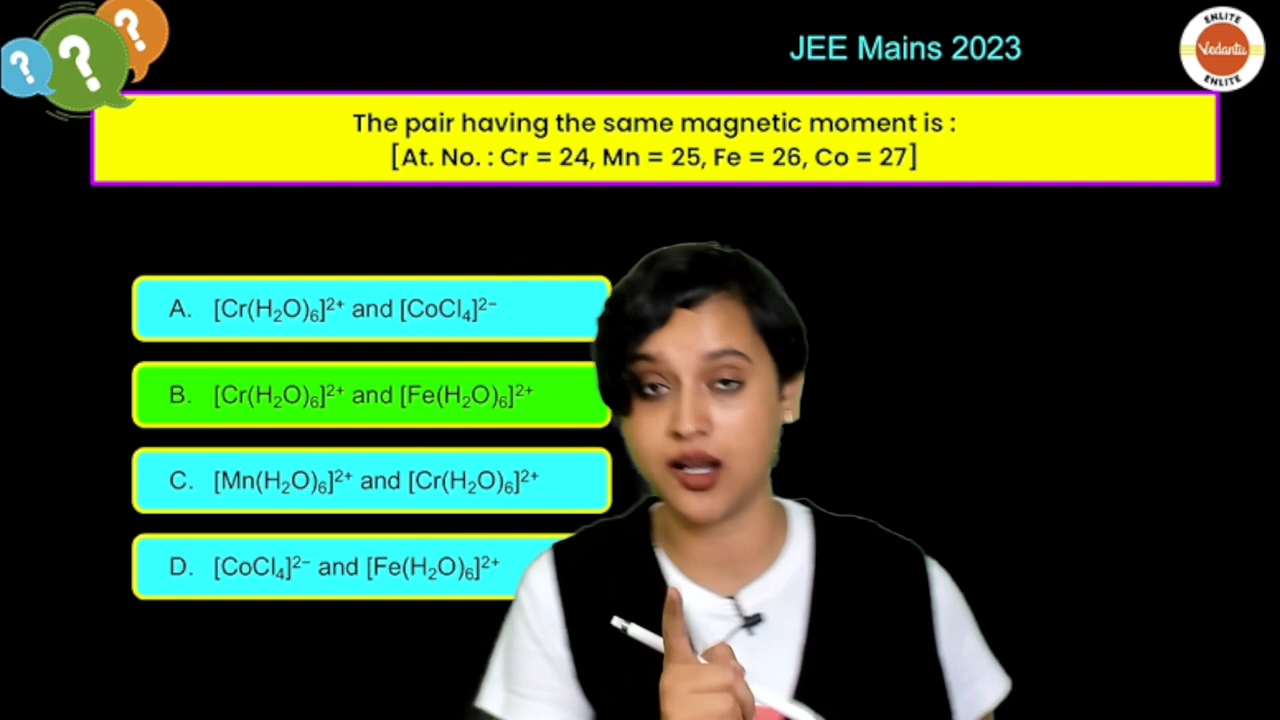 JEE Mains 2023
ENLITE
Vedantu
ENLITE
The pair having the same magnetic moment is :
[At. No. : Cr = 24, Mn = 25, Fe = 26, Co = 27]
A. [Cr(H₂O)₆]²⁺ and [CoCl₄]²⁻
B. [Cr(H₂O)₆]²⁺ and [Fe(H₂O)₆]²⁺
C. [Mn(H₂O)₆]²⁺ and [Cr(H₂O)₆]²⁺
D. [CoCl₄]²⁻ and [Fe(H₂O)₆]²⁺